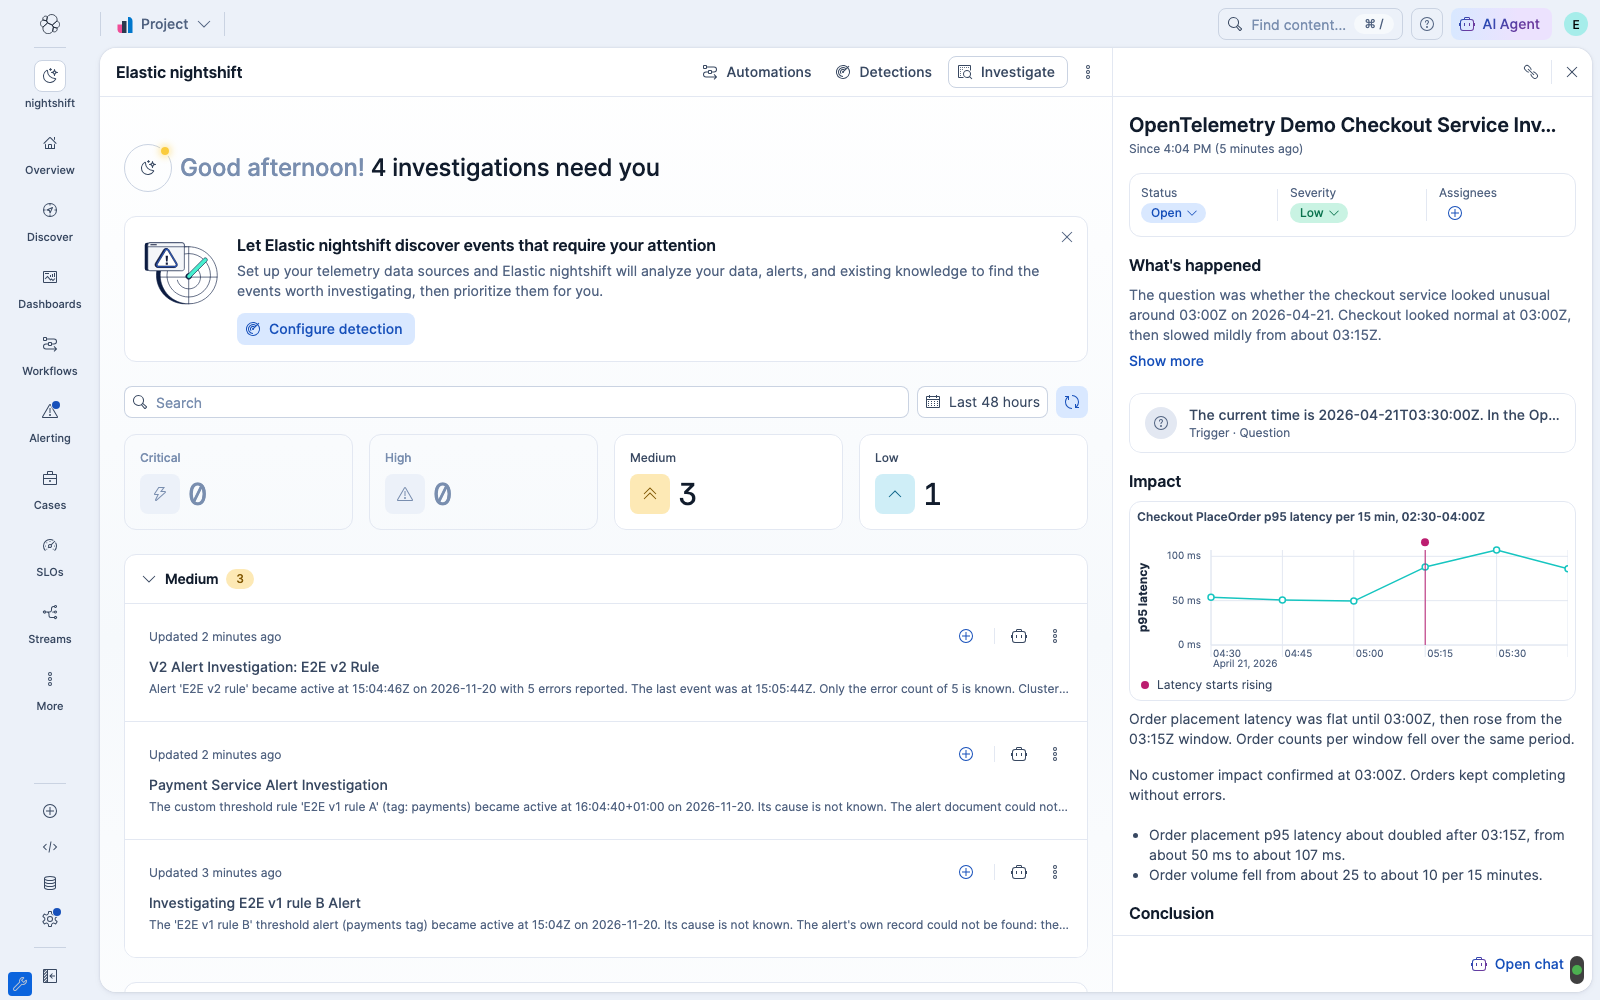 Project
Find content...
⌘ /
AI Agent
E
nightshift
Overview
Discover
Dashboards
Workflows
Alerting
Cases
SLOs
Streams
More
Elastic nightshift
Automations
Detections
Investigate
Good afternoon! 4 investigations need you
Let Elastic nightshift discover events that require your attention
Set up your telemetry data sources and Elastic nightshift will analyze your data, alerts, and existing knowledge to find the
events worth investigating, then prioritize them for you.
Configure detection
Search
Last 48 hours
Critical
0
High
0
Medium
3
Low
1
Medium 3
Updated 2 minutes ago
V2 Alert Investigation: E2E v2 Rule
Alert 'E2E v2 rule' became active at 15:04:46Z on 2026-11-20 with 5 errors reported. The last event was at 15:05:44Z. Only the error count of 5 is known. Cluster...
Updated 2 minutes ago
Payment Service Alert Investigation
The custom threshold rule 'E2E v1 rule A' (tag: payments) became active at 16:04:40+01:00 on 2026-11-20. Its cause is not known. The alert document could not...
Updated 3 minutes ago
Investigating E2E v1 rule B Alert
The 'E2E v1 rule B' threshold alert (payments tag) became active at 15:04Z on 2026-11-20. Its cause is not known. The alert's own record could not be found: the...
OpenTelemetry Demo Checkout Service Inv...
Since 4:04 PM (5 minutes ago)
Status
Open
Severity
Low
Assignees
What's happened
The question was whether the checkout service looked unusual
around 03:00Z on 2026-04-21. Checkout looked normal at 03:00Z,
then slowed mildly from about 03:15Z.
Show more
The current time is 2026-04-21T03:30:00Z. In the Op...
Trigger · Question
Impact
Checkout PlaceOrder p95 latency per 15 min, 02:30-04:00Z
p95 latency
100 ms
50 ms
0 ms
04:30
April 21, 2026
04:45
05:00
05:15
05:30
Latency starts rising
Order placement latency was flat until 03:00Z, then rose from the
03:15Z window. Order counts per window fell over the same period.
No customer impact confirmed at 03:00Z. Orders kept completing
without errors.
• Order placement p95 latency about doubled after 03:15Z, from
about 50 ms to about 107 ms.
• Order volume fell from about 25 to about 10 per 15 minutes.
Conclusion
Open chat